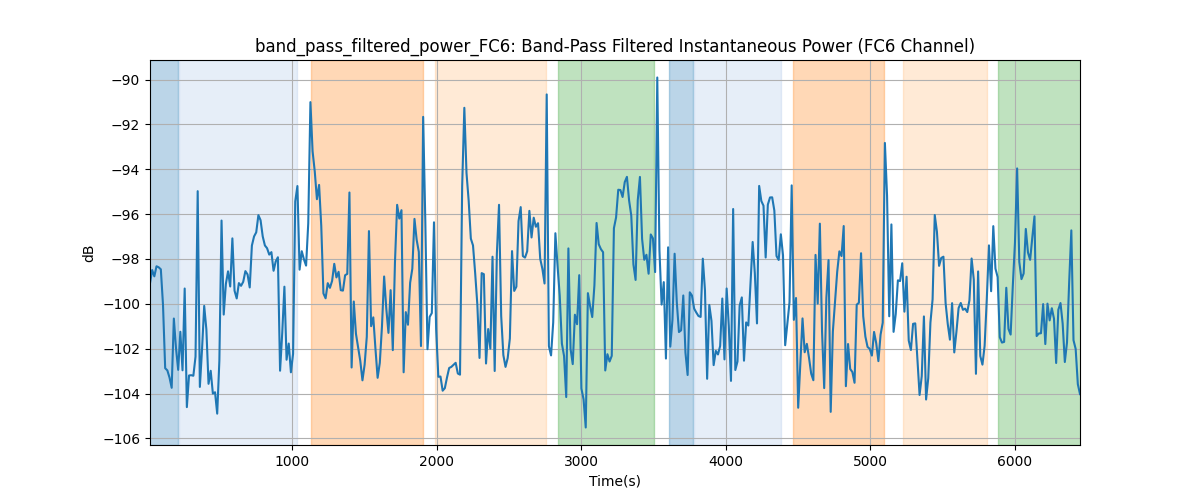 band_pass_filtered_power_FC6: Band-Pass Filtered Instantaneous Power (FC6 Channel)
−90
−92
−94
−96
−98
−100
−102
−104
−106
dB
1000 2000 3000 4000 5000 6000
Time(s)